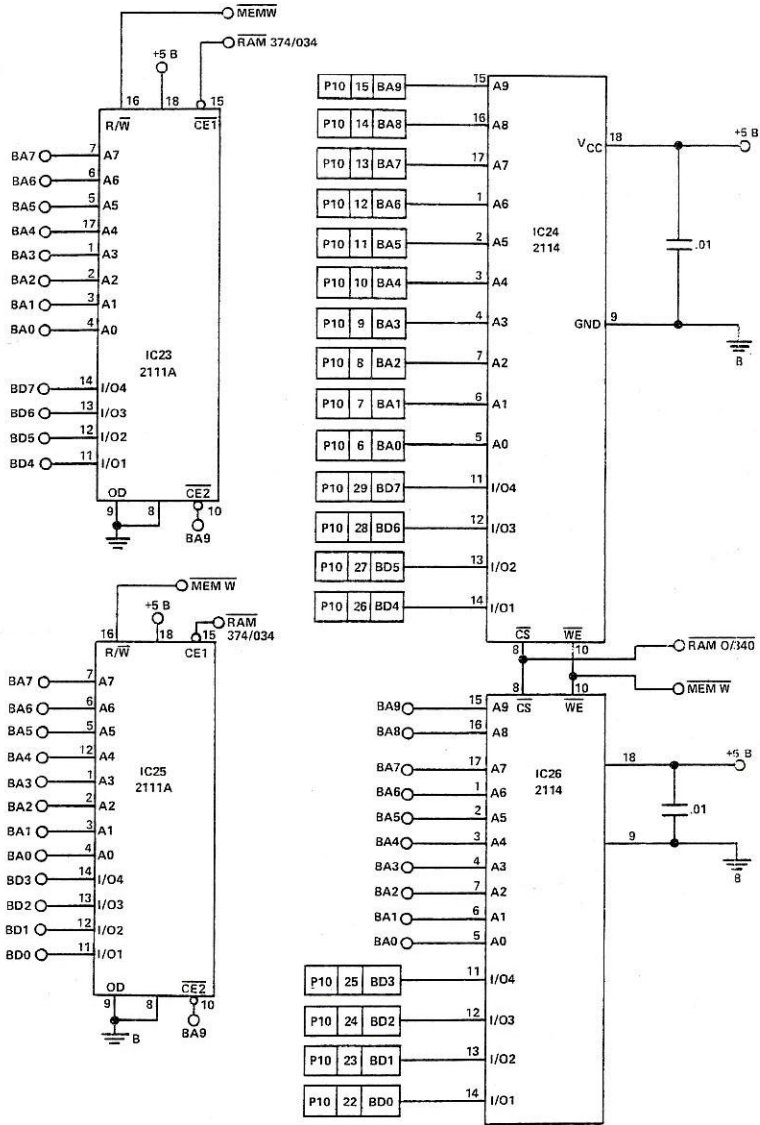 MEMW
RAM 374/034
+5 B
16 18 15
R/W CE1
BA7 7 A7
BA6 6 A6
BA5 5 A5
BA4 17 A4
BA3 1 A3
BA2 2 A2
BA1 3 A1
BA0 4 A0
IC23
2111A
BD7 14 I/O4
BD6 13 I/O3
BD5 12 I/O2
BD4 11 I/O1
OD CE2
9 8 10
BA9
MEM W
+5 B
RAM
374/034
16 18 15
R/W CE1
BA7 7 A7
BA6 6 A6
BA5 5 A5
BA4 12 A4
BA3 1 A3
IC25
2111A
BA2 2 A2
BA1 3 A1
BA0 4 A0
BD3 14 I/O4
BD2 13 I/O3
BD1 12 I/O2
BD0 11 I/O1
OD CE2
9 8 10
B
BA9
P10 15 BA9 15 A9
P10 14 BA8 16 A8
P10 13 BA7 17 A7
P10 12 BA6 1 A6
P10 11 BA5 2 A5
P10 10 BA4 3 A4
P10 9 BA3 4 A3
P10 8 BA2 7 A2
P10 7 BA1 6 A1
P10 6 BA0 5 A0
P10 29 BD7 11 I/O4
P10 28 BD6 12 I/O3
P10 27 BD5 13 I/O2
P10 26 BD4 14 I/O1
IC24
2114
VCC 18 +5 B
.01
GND 9
B
CS WE
8 10
RAM O/340
MEM W
8 10
CS WE
BA9 15 A9
BA8 16 A8
BA7 17 A7
BA6 1 A6
BA5 2 A5
BA4 3 A4
BA3 4 A3
BA2 7 A2
BA1 6 A1
BA0 5 A0
IC26
2114
18 +5 B
.01
9
B
P10 25 BD3 11 I/O4
P10 24 BD2 12 I/O3
P10 23 BD1 13 I/O2
P10 22 BD0 14 I/O1